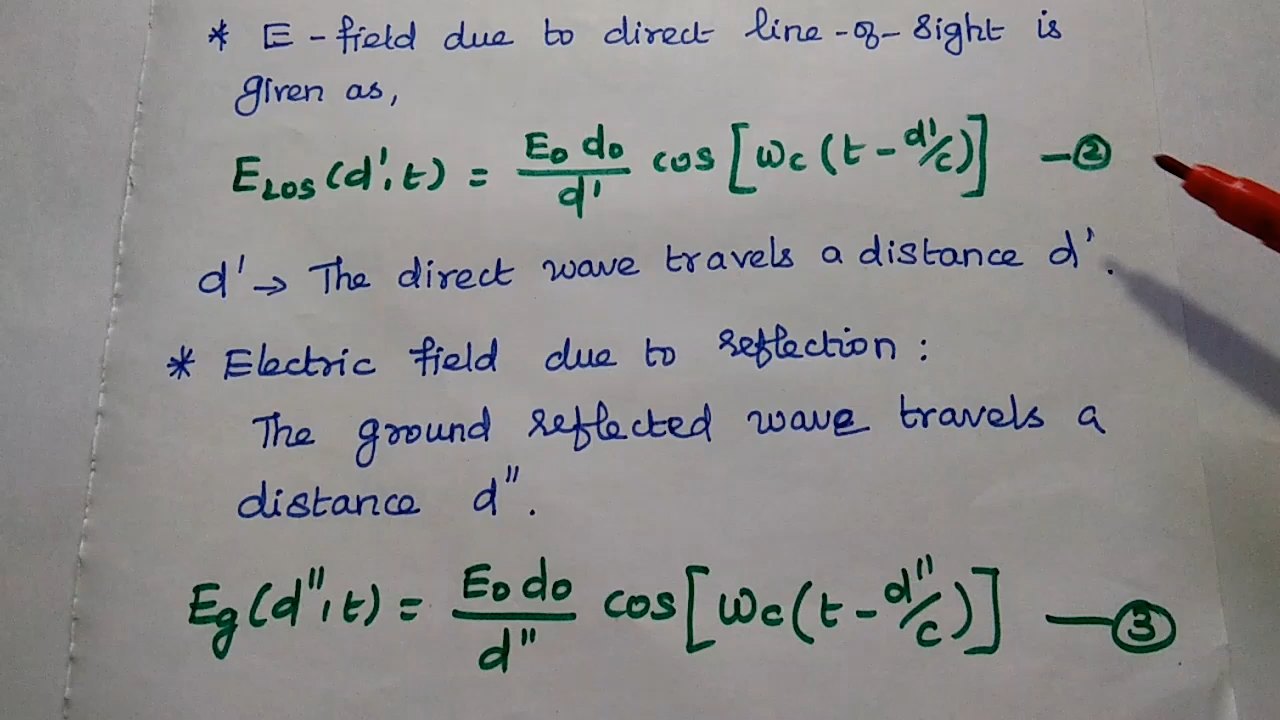 * E-field due to direct line-of-sight is
given as,
E_LOS(d', t) = E₀ d₀ / d' cos[ωc(t - d'/c)] -②
d' → The direct wave travels a distance d'.
* Electric field due to reflection:
The ground reflected wave travels a
distance d".
Eg(d", t) = E₀ d₀ / d" cos[ωc(t - d"/c)] —③